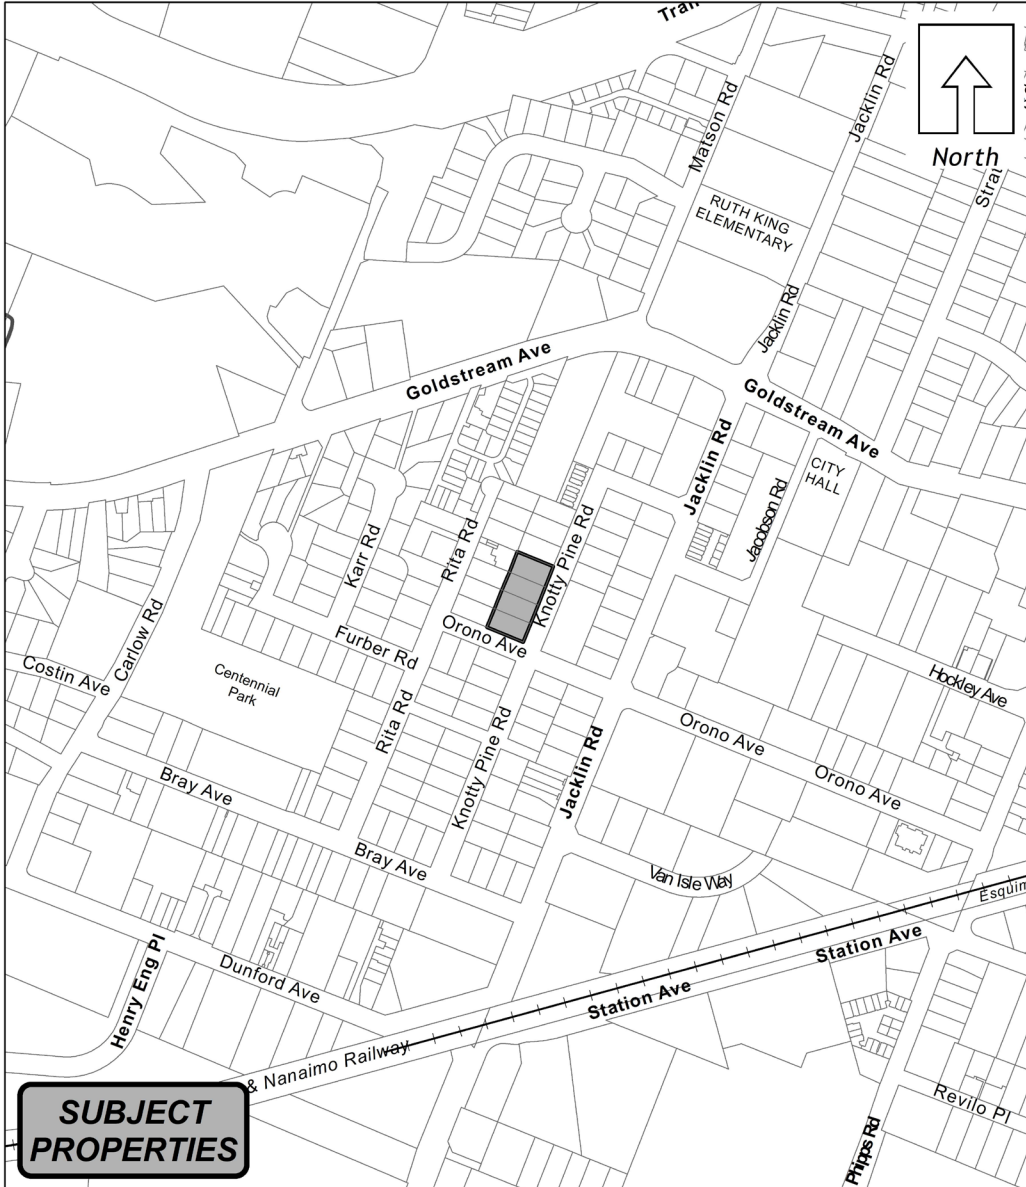 Jacklin Rd
Matson Rd
North
RUTH KING
ELEMENTARY
Jacklin Rd
Goldstream Ave
Goldstream Ave
Jacklin Rd
CITY
HALL
Jacobson Rd
Knotty Pine Rd
Rita Rd
Karr Rd
Orono Ave
Furber Rd
Carlow Rd
Costin Ave
Centennial
Park
Hockley Ave
Rita Rd
Knotty Pine Rd
Orono Ave
Jacklin Rd
Orono Ave
Bray Ave
Bray Ave
Van Isle Way
Station Ave
Henry Eng Pl
Dunford Ave
Station Ave
& Nanaimo Railway
Revilo Pl
SUBJECT
PROPERTIES
Phipps Rd